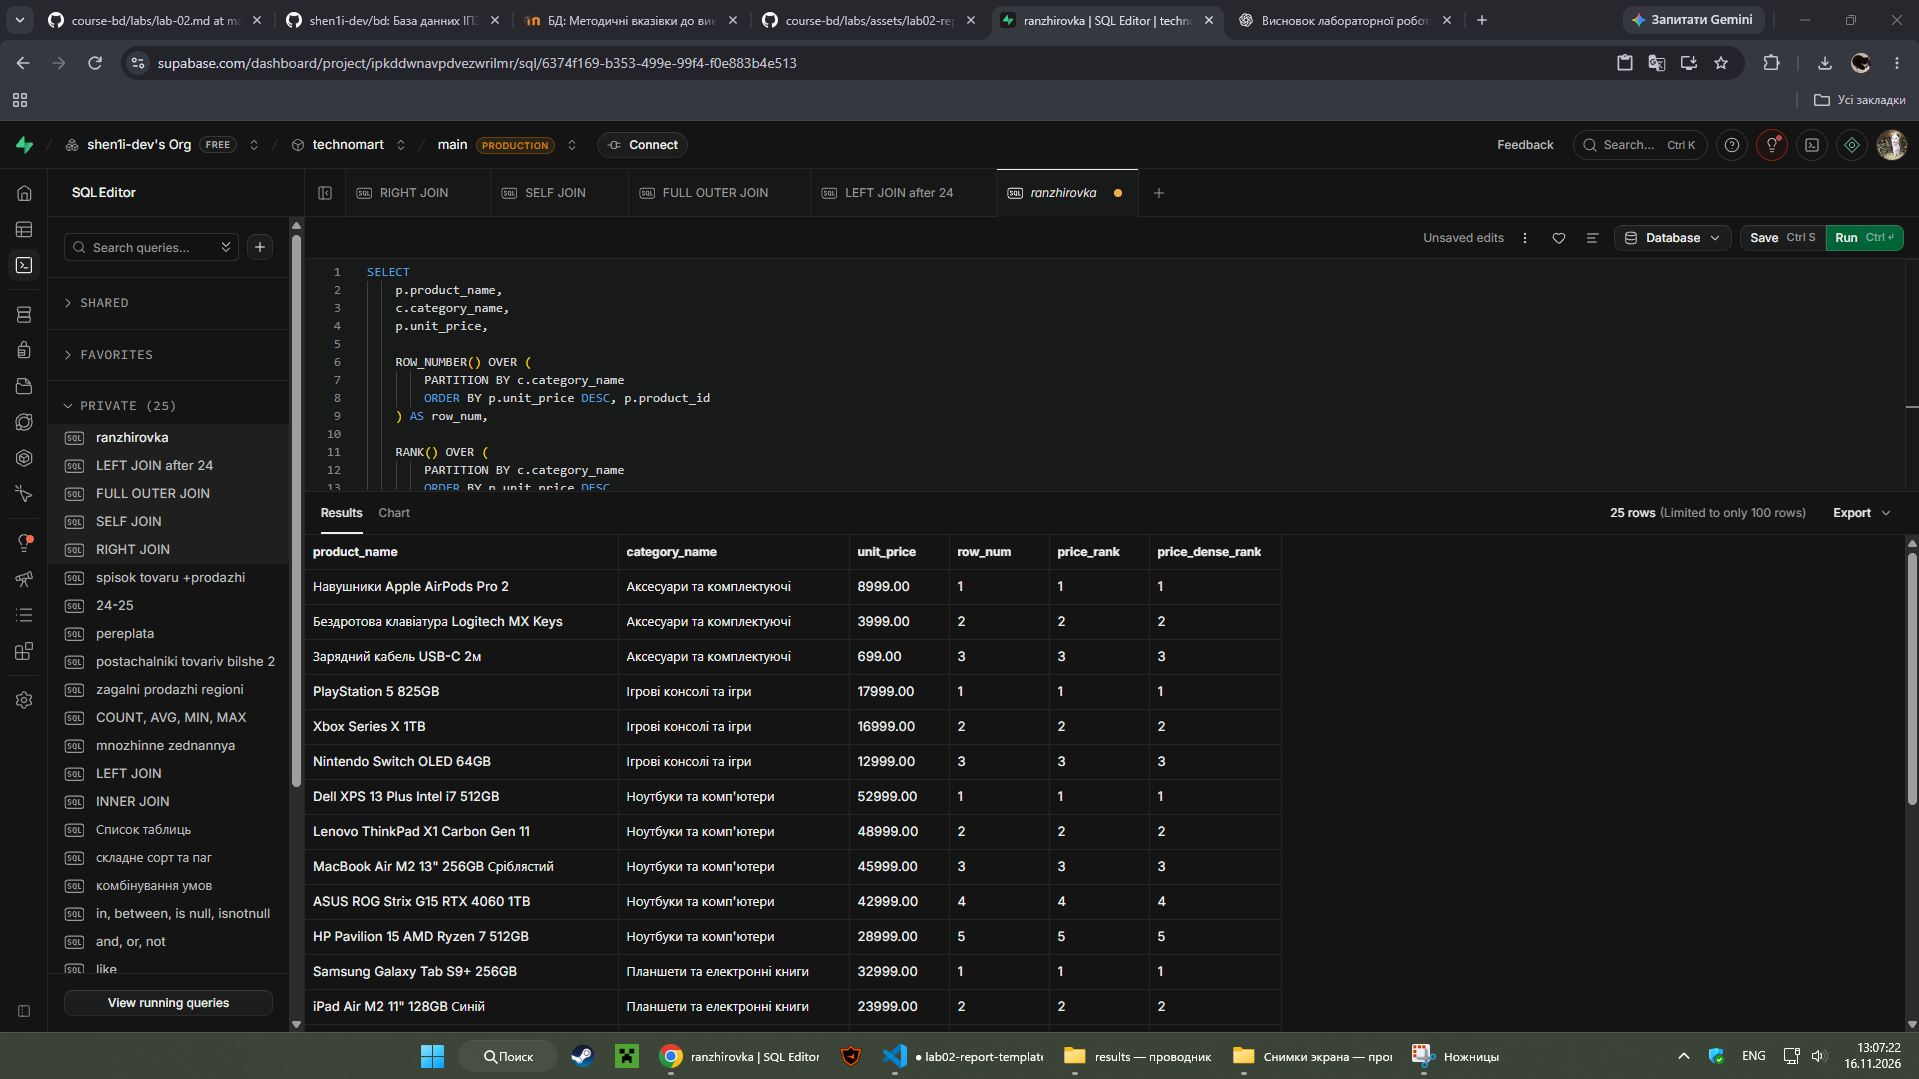 course-bd/labs/lab-02.md at ma
shen1i-dev/bd: База данных ІПЗ
БД: Методичні вказівки до вик
course-bd/labs/assets/lab02-rep
ranzhirovka | SQL Editor | techno
Висновок лабораторної робот
Запитати Gemini
supabase.com/dashboard/project/ipkddwnavpdvezwrilmr/sql/6374f169-b353-499e-99f4-f0e883b4e513
Усі закладки
shen1i-dev's Org FREE / technomart / main PRODUCTION Connect
Feedback Search... Ctrl K
SQL Editor
RIGHT JOIN
SELF JOIN
FULL OUTER JOIN
LEFT JOIN after 24
ranzhirovka
Search queries...
Unsaved edits Database Save Ctrl S Run Ctrl
SHARED
FAVORITES
PRIVATE (25)
ranzhirovka
LEFT JOIN after 24
FULL OUTER JOIN
SELF JOIN
RIGHT JOIN
spisok tovaru +prodazhi
24-25
pereplata
postachalniki tovariv bilshe 2
zagalni prodazhi regioni
COUNT, AVG, MIN, MAX
mnozhinne zednannya
LEFT JOIN
INNER JOIN
Список таблиць
складне сорт та паг
комбінування умов
in, between, is null, isnotnull
and, or, not
like
View running queries
1 SELECT
2 p.product_name,
3 c.category_name,
4 p.unit_price,
5
6 ROW_NUMBER() OVER (
7 PARTITION BY c.category_name
8 ORDER BY p.unit_price DESC, p.product_id
9 ) AS row_num,
10
11 RANK() OVER (
12 PARTITION BY c.category_name
13 ORDER BY p.unit_price DESC
Results Chart 25 rows (Limited to only 100 rows) Export
product_name category_name unit_price row_num price_rank price_dense_rank
Навушники Apple AirPods Pro 2 Аксесуари та комплектуючі 8999.00 1 1 1
Бездротова клавіатура Logitech MX Keys Аксесуари та комплектуючі 3999.00 2 2 2
Зарядний кабель USB-C 2м Аксесуари та комплектуючі 699.00 3 3 3
PlayStation 5 825GB Ігрові консолі та ігри 17999.00 1 1 1
Xbox Series X 1TB Ігрові консолі та ігри 16999.00 2 2 2
Nintendo Switch OLED 64GB Ігрові консолі та ігри 12999.00 3 3 3
Dell XPS 13 Plus Intel i7 512GB Ноутбуки та комп'ютери 52999.00 1 1 1
Lenovo ThinkPad X1 Carbon Gen 11 Ноутбуки та комп'ютери 48999.00 2 2 2
MacBook Air M2 13" 256GB Сріблястий Ноутбуки та комп'ютери 45999.00 3 3 3
ASUS ROG Strix G15 RTX 4060 1TB Ноутбуки та комп'ютери 42999.00 4 4 4
HP Pavilion 15 AMD Ryzen 7 512GB Ноутбуки та комп'ютери 28999.00 5 5 5
Samsung Galaxy Tab S9+ 256GB Планшети та електронні книги 32999.00 1 1 1
iPad Air M2 11" 128GB Синій Планшети та електронні книги 23999.00 2 2 2
Поиск
ranzhirovka | SQL Editor
● lab02-report-template
results — проводник
Снимки экрана — про
Ножницы
ENG
13:07:22
16.11.2026